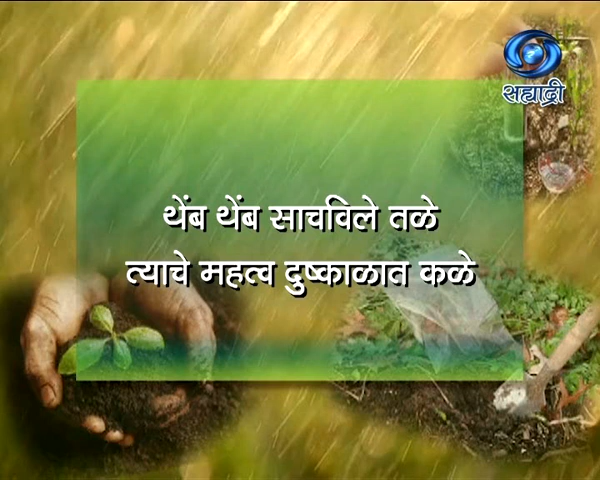 सह्याद्री
थेंब थेंब साचविले तळे
त्याचे महत्व दुष्काळात कळे